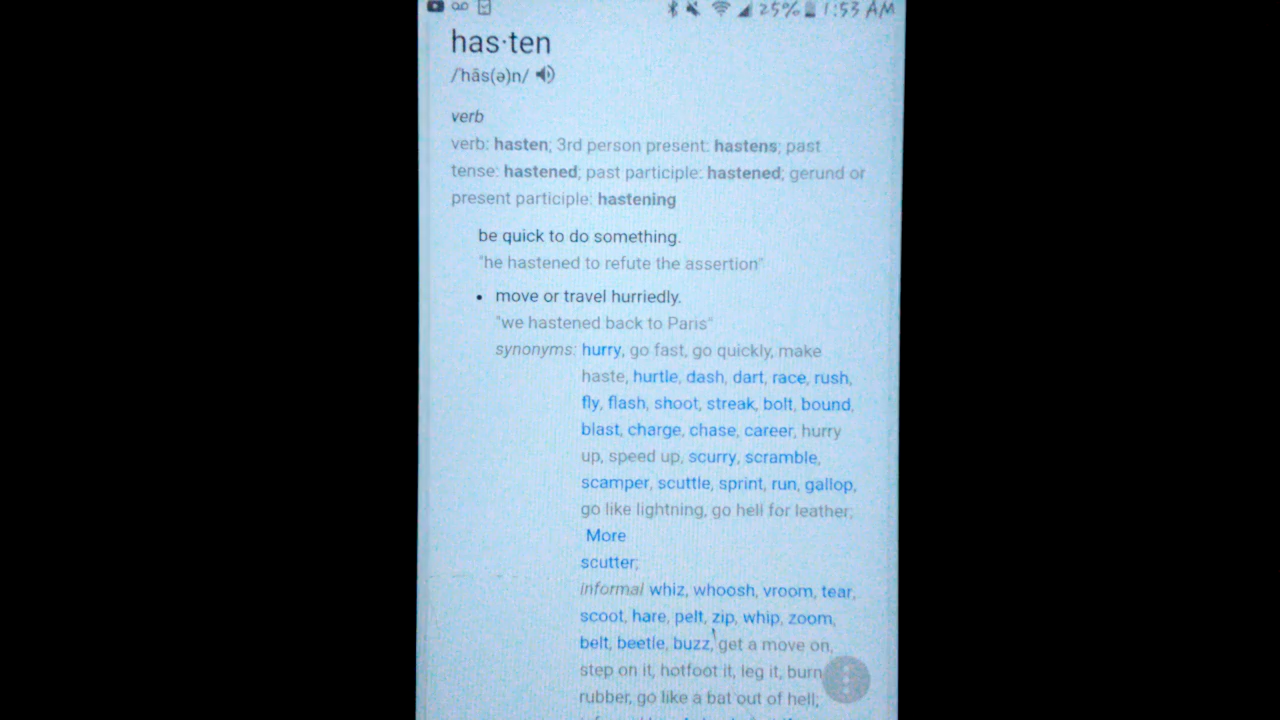 25% 1:53 AM
has·ten
/ˈhās(ə)n/
verb
verb: hasten; 3rd person present: hastens; past
tense: hastened; past participle: hastened; gerund or
present participle: hastening
be quick to do something.
"he hastened to refute the assertion"
• move or travel hurriedly.
"we hastened back to Paris"
synonyms: hurry, go fast, go quickly, make
haste, hurtle, dash, dart, race, rush,
fly, flash, shoot, streak, bolt, bound,
blast, charge, chase, career, hurry
up, speed up, scurry, scramble,
scamper, scuttle, sprint, run, gallop,
go like lightning, go hell for leather;
More
scutter;
informal whiz, whoosh, vroom, tear,
scoot, hare, pelt, zip, whip, zoom,
belt, beetle, buzz, get a move on,
step on it, hotfoot it, leg it, burn
rubber, go like a bat out of hell;